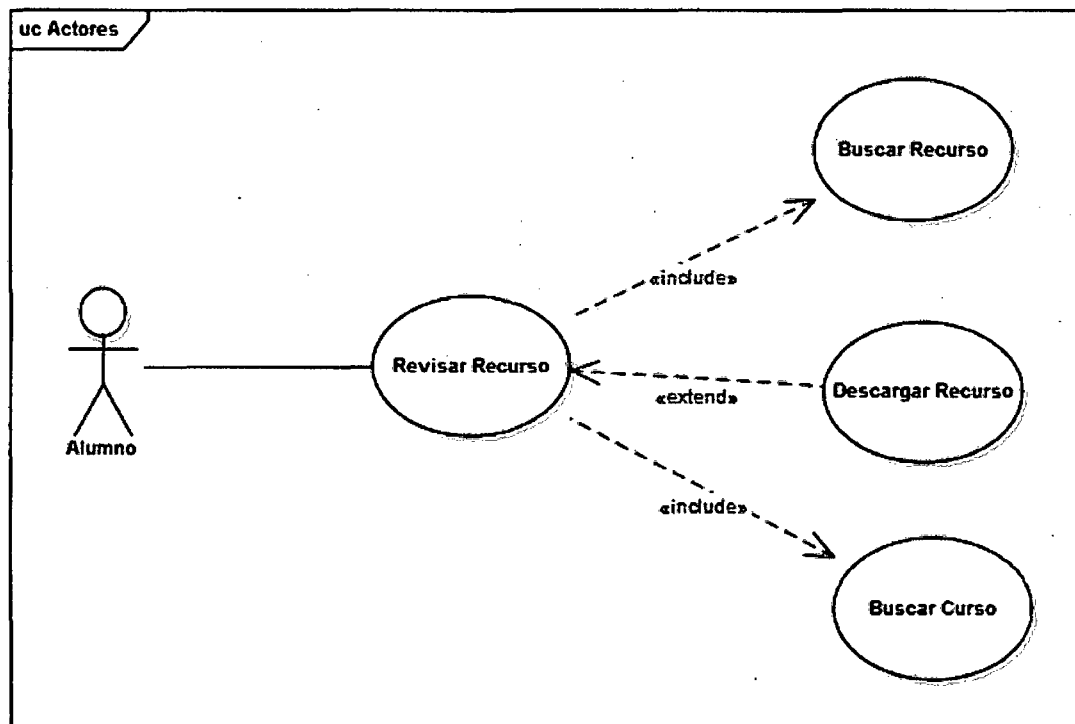 uc Actores
Buscar Recurso
«include»
Revisar Recurso
Descargar Recurso
«extend»
Alumno
«include»
Buscar Curso